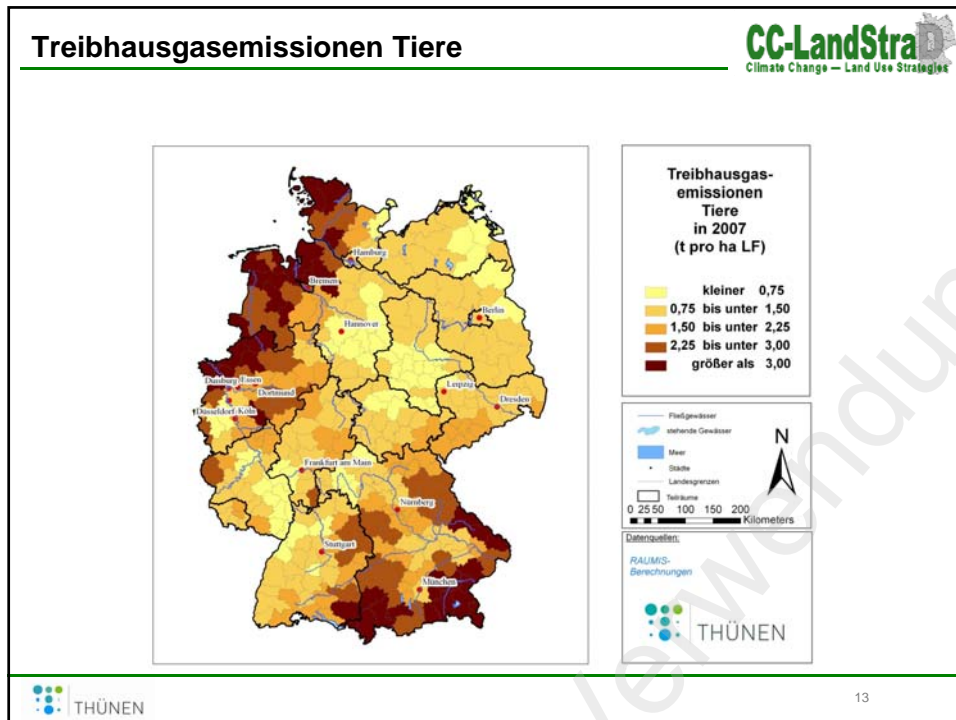 Treibhausgasemissionen Tiere
CC-LandStraD
Climate Change — Land Use Strategies
Hamburg
Bremen
Berlin
Hannover
Duisburg
Essen
Dortmund
Düsseldorf
Köln
Leipzig
Dresden
Frankfurt am Main
Nürnberg
Stuttgart
München
Treibhausgas-
emissionen
Tiere
in 2007
(t pro ha LF)
kleiner 0,75
0,75 bis unter 1,50
1,50 bis unter 2,25
2,25 bis unter 3,00
größer als 3,00
Fließgewässer
stehende Gewässer
Meer
Städte
Landesgrenzen
Teilräume
N
0 25 50 100 150 200
Kilometers
Datenquellen:
RAUMIS-
Berechnungen
THÜNEN
THÜNEN
13